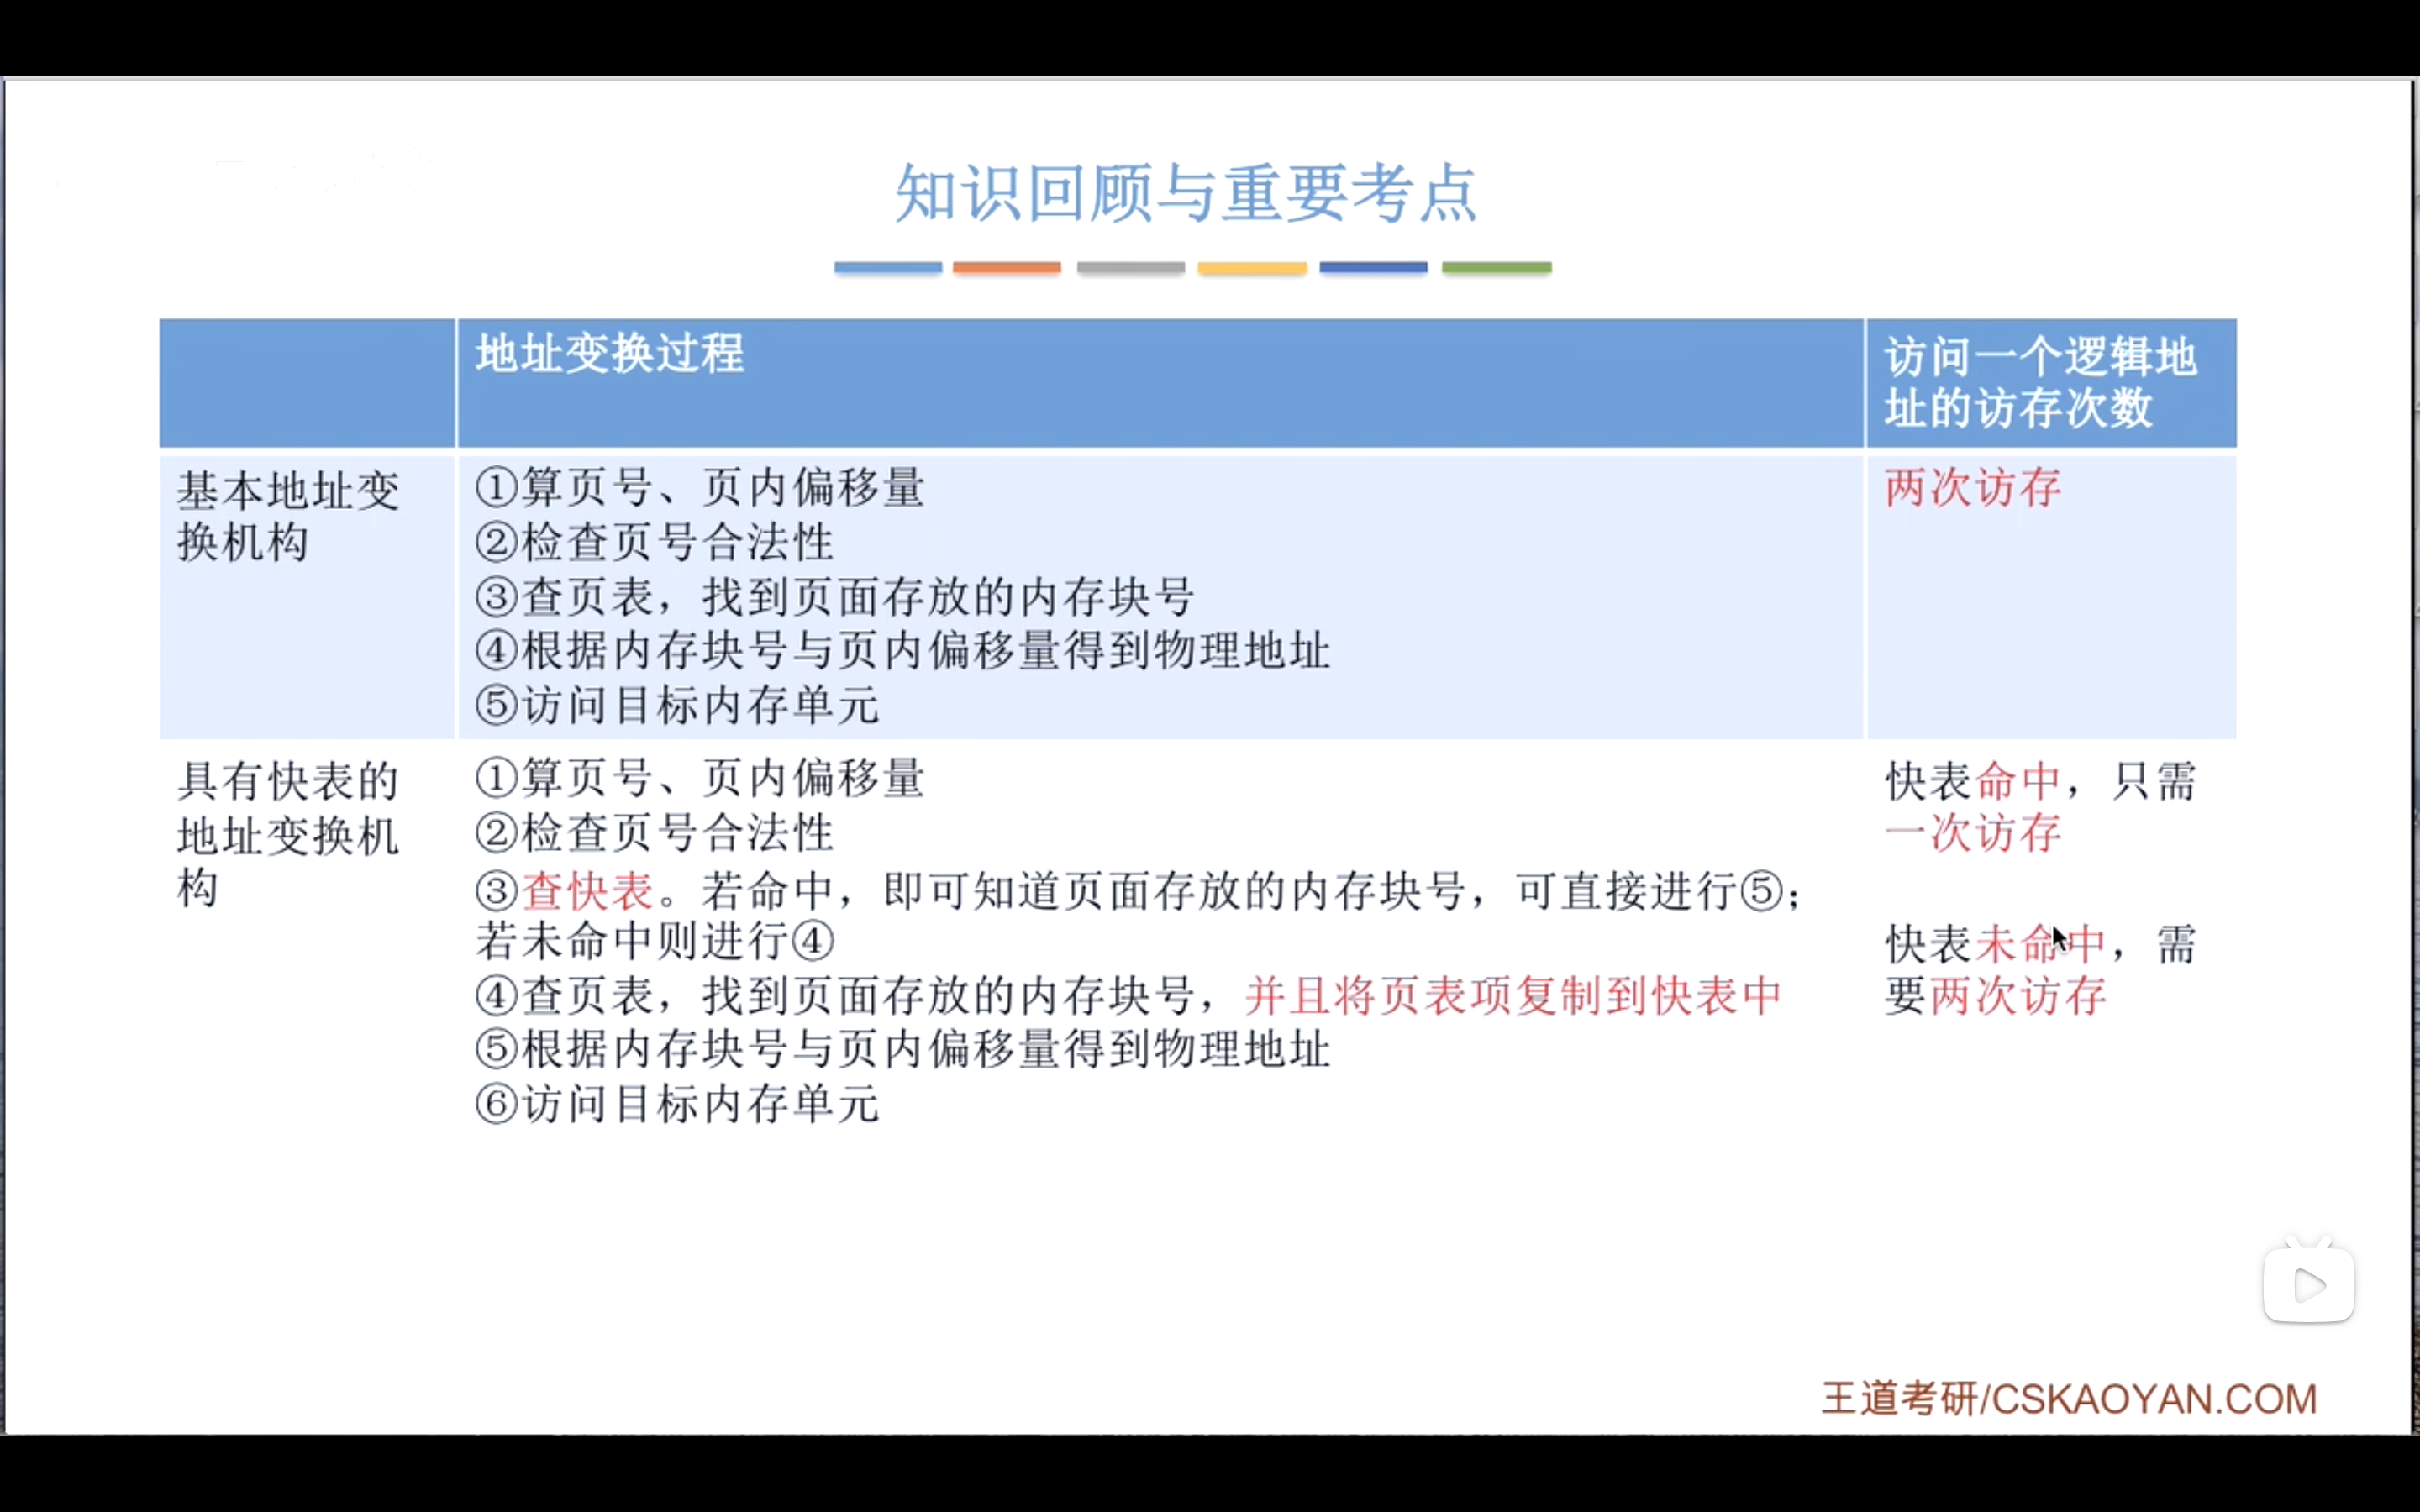 知识回顾与重要考点
地址变换过程
访问一个逻辑地
址的访存次数
基本地址变
换机构
①算页号、页内偏移量
②检查页号合法性
③查页表，找到页面存放的内存块号
④根据内存块号与页内偏移量得到物理地址
⑤访问目标内存单元
两次访存
具有快表的
地址变换机
构
①算页号、页内偏移量
②检查页号合法性
③查快表。若命中，即可知道页面存放的内存块号，可直接进行⑤；
若未命中则进行④
④查页表，找到页面存放的内存块号，并且将页表项复制到快表中
⑤根据内存块号与页内偏移量得到物理地址
⑥访问目标内存单元
快表命中，只需
一次访存
快表未命中，需
要两次访存
王道考研/CSKAOYAN.COM